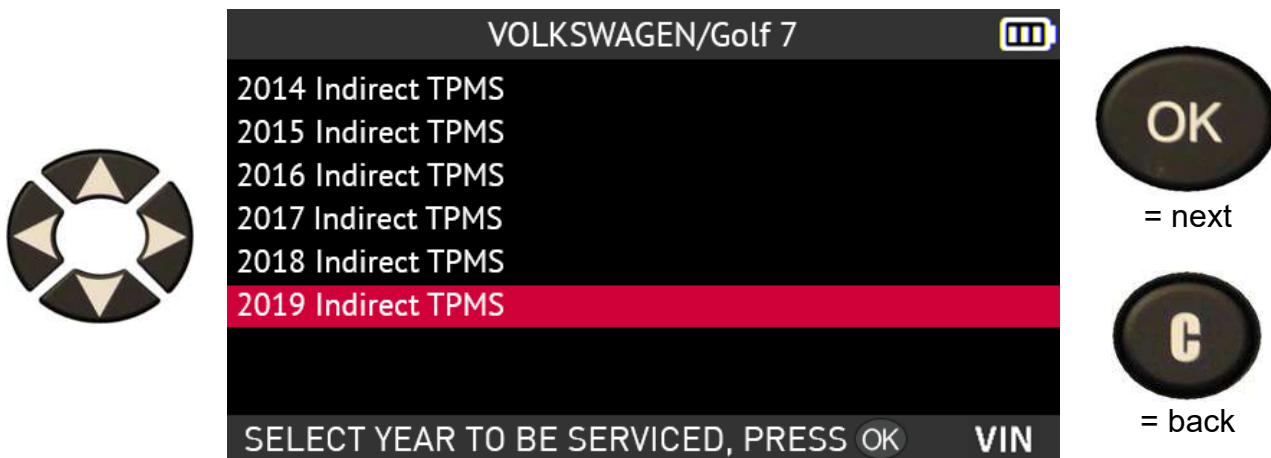 VOLKSWAGEN/Golf 7
2014 Indirect TPMS
2015 Indirect TPMS
2016 Indirect TPMS
2017 Indirect TPMS
2018 Indirect TPMS
2019 Indirect TPMS
SELECT YEAR TO BE SERVICED, PRESS OK VIN
OK
= next
C
= back